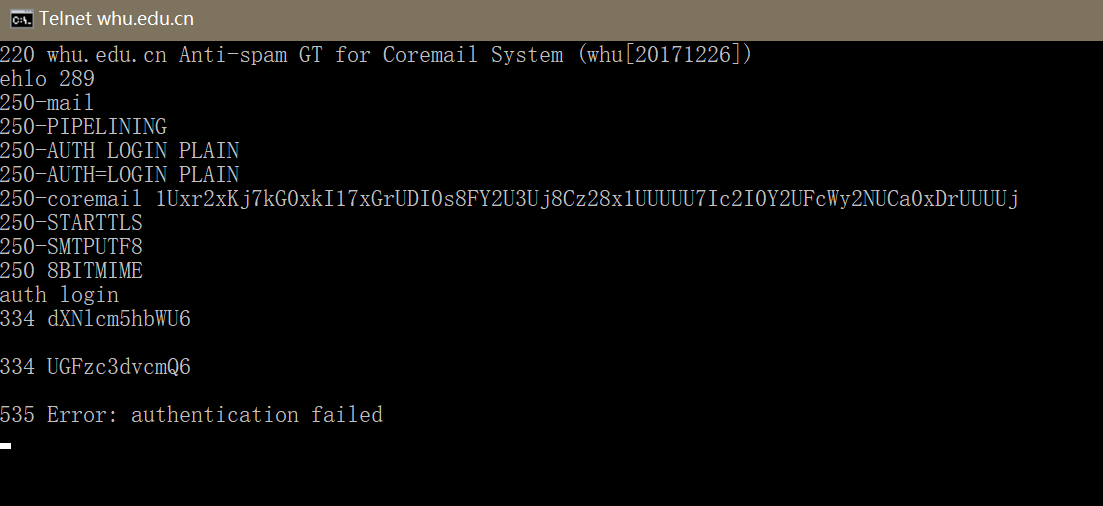 Telnet whu.edu.cn
220 whu.edu.cn Anti-spam GT for Coremail System (whu[20171226])
ehlo 289
250-mail
250-PIPELINING
250-AUTH LOGIN PLAIN
250-AUTH=LOGIN PLAIN
250-coremail 1Uxr2xKj7kG0xkI17xGrUDI0s8FY2U3Uj8Cz28x1UUUUU7Ic2I0Y2UFcWy2NUCa0xDrUUUUj
250-STARTTLS
250-SMTPUTF8
250 8BITMIME
auth login
334 dXNlcm5hbWU6
334 UGFzc3dvcmQ6
535 Error: authentication failed